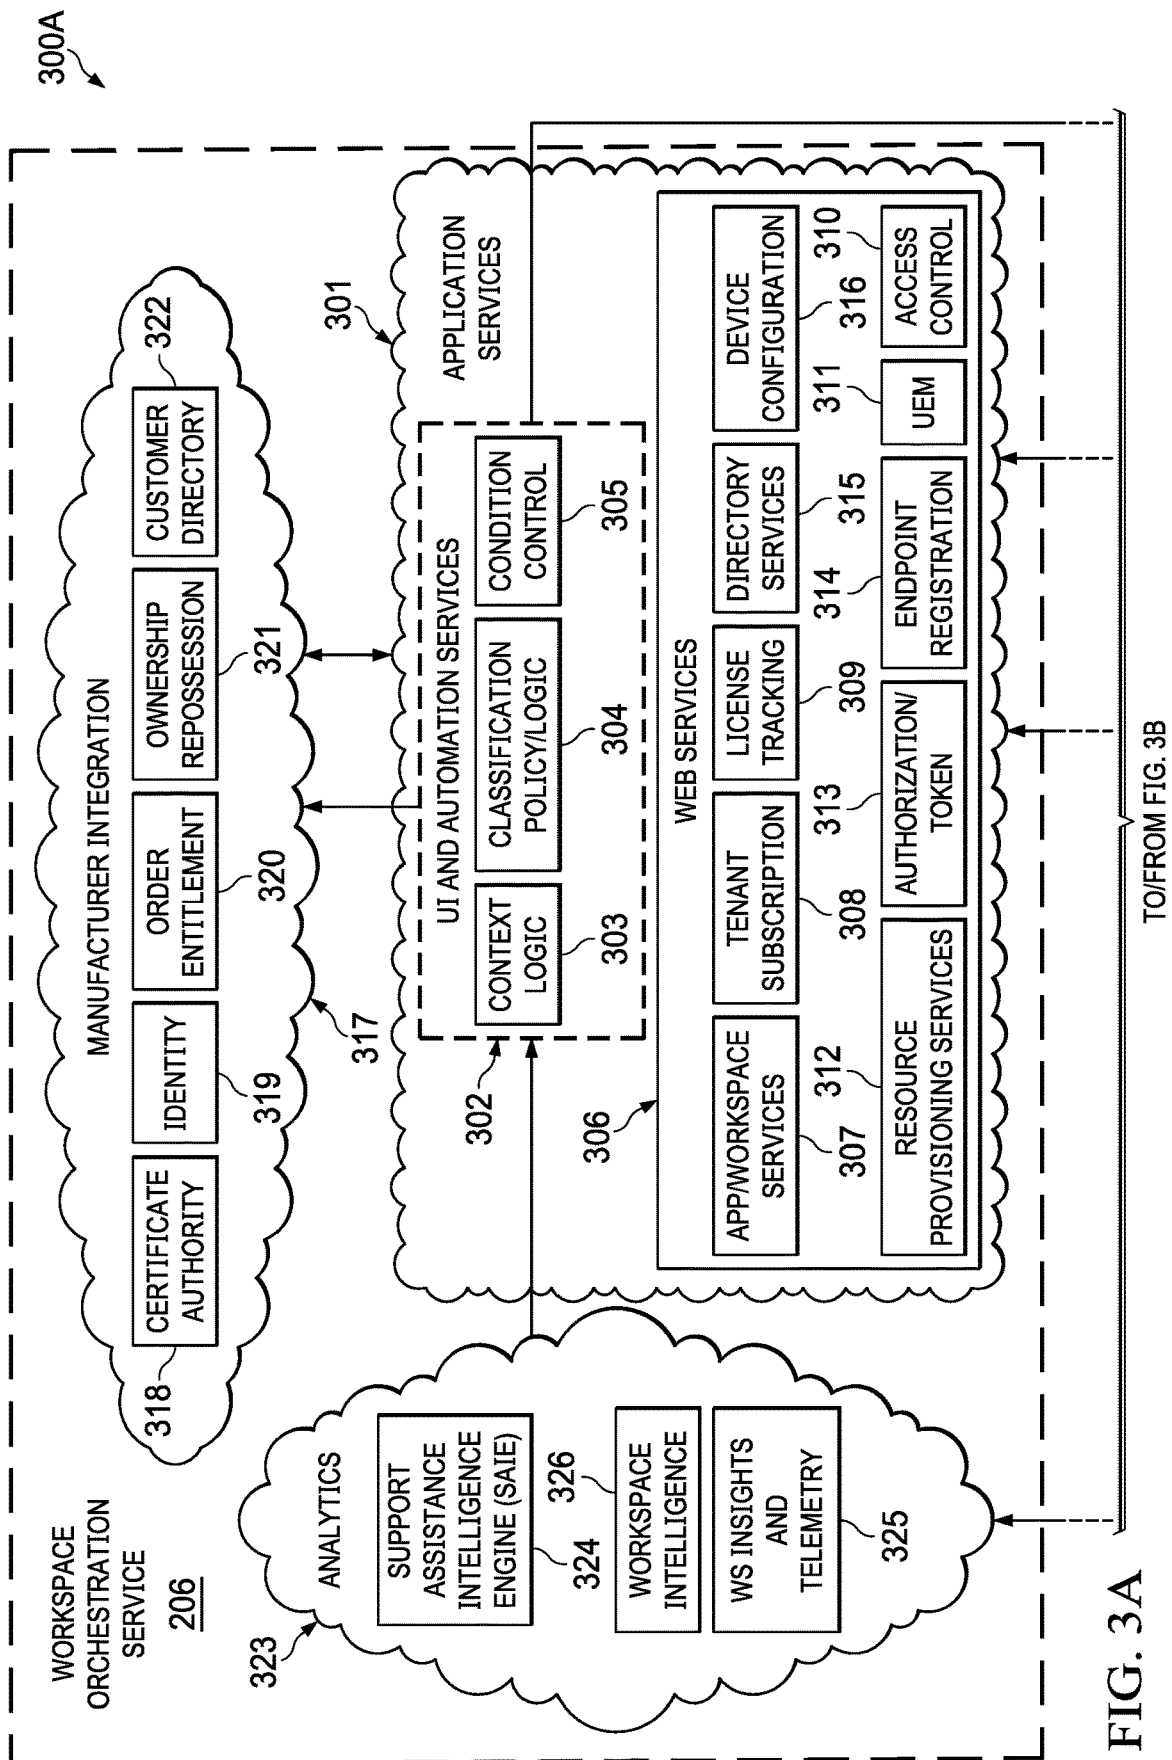 300A
WORKSPACE
ORCHESTRATION
SERVICE
206
MANUFACTURER INTEGRATION
CERTIFICATE
AUTHORITY
318
IDENTITY
319
ORDER
ENTITLEMENT
320
OWNERSHIP
REPOSSESSION
321
CUSTOMER
DIRECTORY
322
317
301
APPLICATION
SERVICES
302
UI AND AUTOMATION SERVICES
CONTEXT
LOGIC
303
CLASSIFICATION
POLICY/LOGIC
304
CONDITION
CONTROL
305
306
WEB SERVICES
APP/WORKSPACE
SERVICES
307
TENANT
SUBSCRIPTION
308
LICENSE
TRACKING
309
DIRECTORY
SERVICES
315
DEVICE
CONFIGURATION
316
312
RESOURCE
PROVISIONING SERVICES
313
AUTHORIZATION/
TOKEN
314
ENDPOINT
REGISTRATION
311
UEM
310
ACCESS
CONTROL
323
ANALYTICS
SUPPORT
ASSISTANCE
INTELLIGENCE
ENGINE (SAIE)
324
326
WORKSPACE
INTELLIGENCE
WS INSIGHTS
AND
TELEMETRY
325
TO/FROM FIG. 3B
FIG. 3A